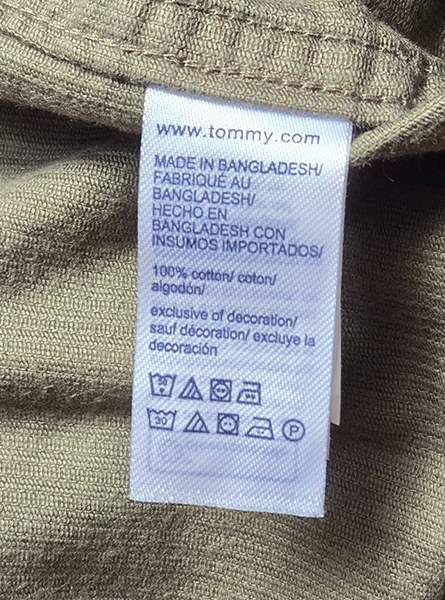 www.tommy.com
MADE IN BANGLADESH/
FABRIQUÉ AU
BANGLADESH/
HECHO EN
BANGLADESH CON
INSUMOS IMPORTADOS/
100% cotton/ coton/
algodón/
exclusive of decoration/
sauf décoration/ excluye la
decoración
30
30 P